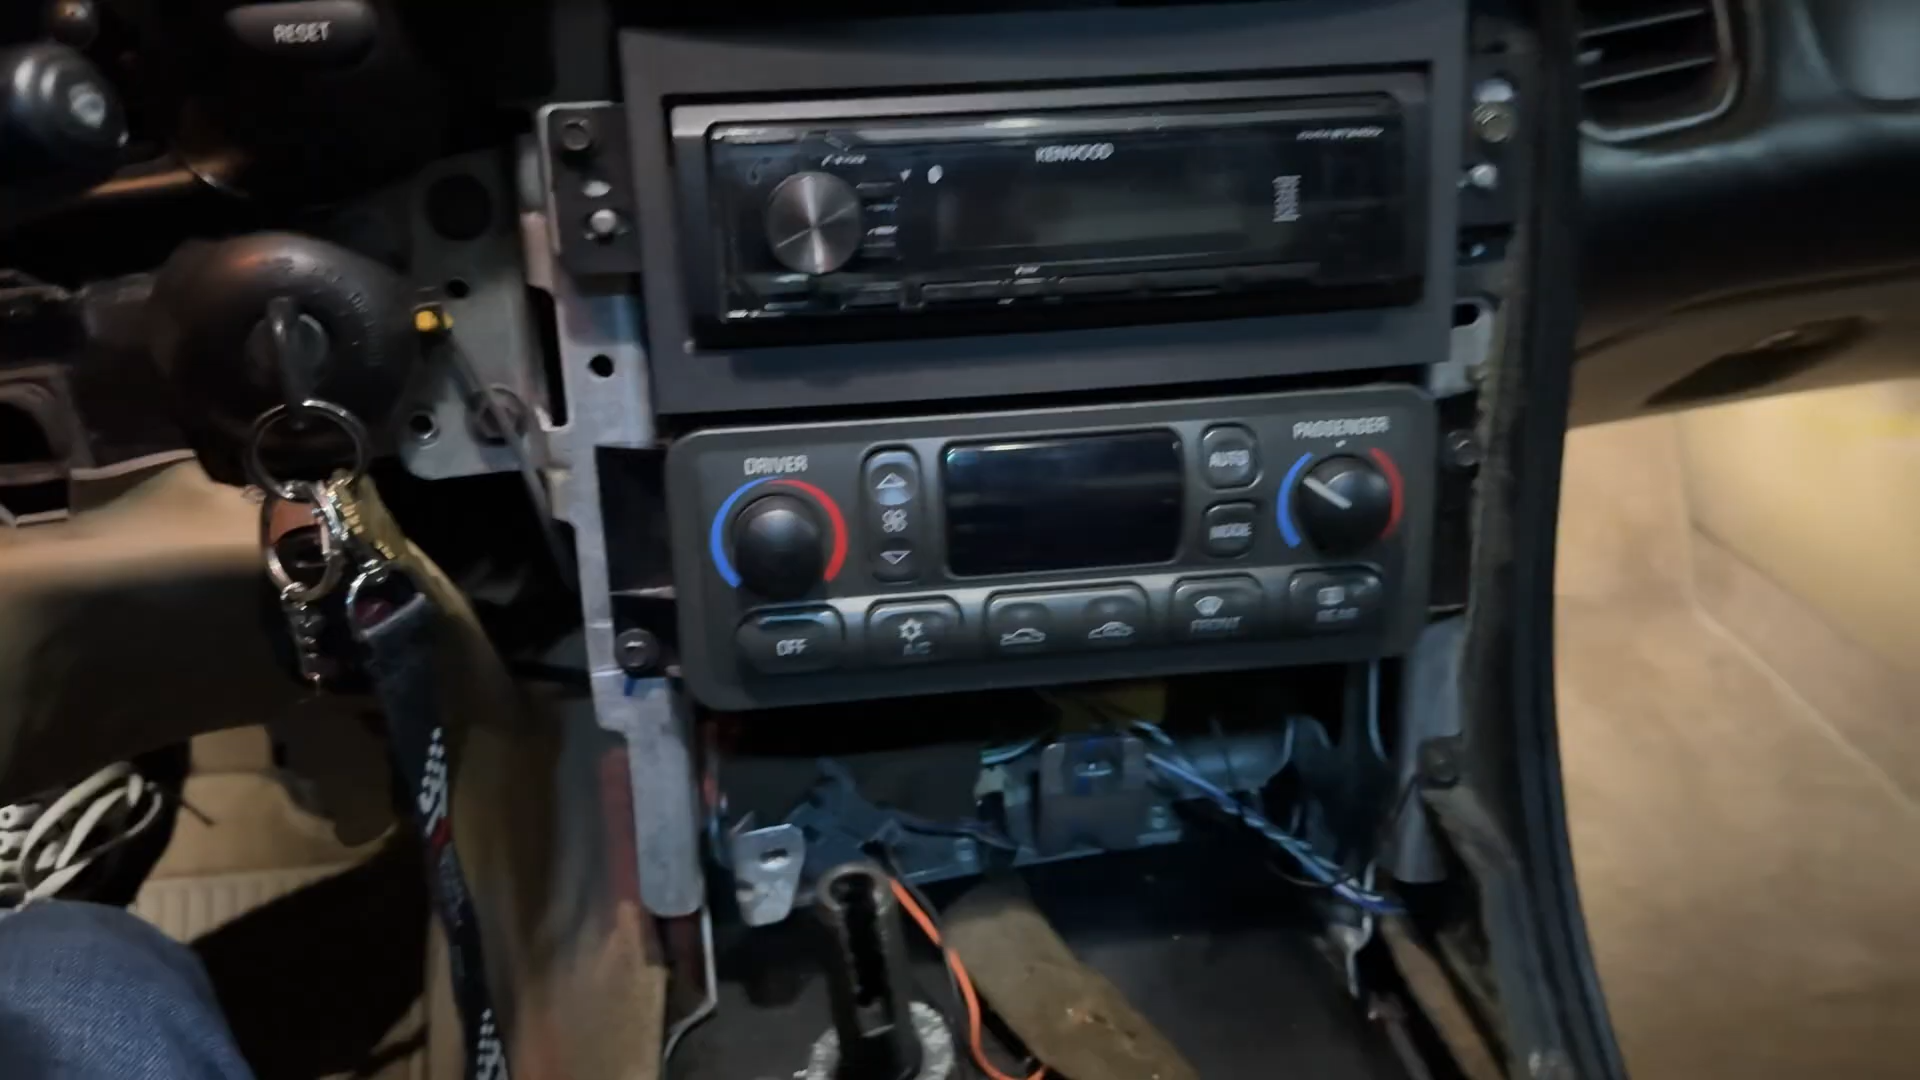 RESET
KENWOOD
DRIVER
PASSENGER
AUTO
MODE
OFF
A/C
FRONT
REAR